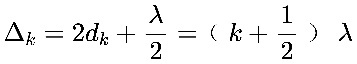 Δ_k = 2d_k + λ/2 = ( k + 1/2 ) λ